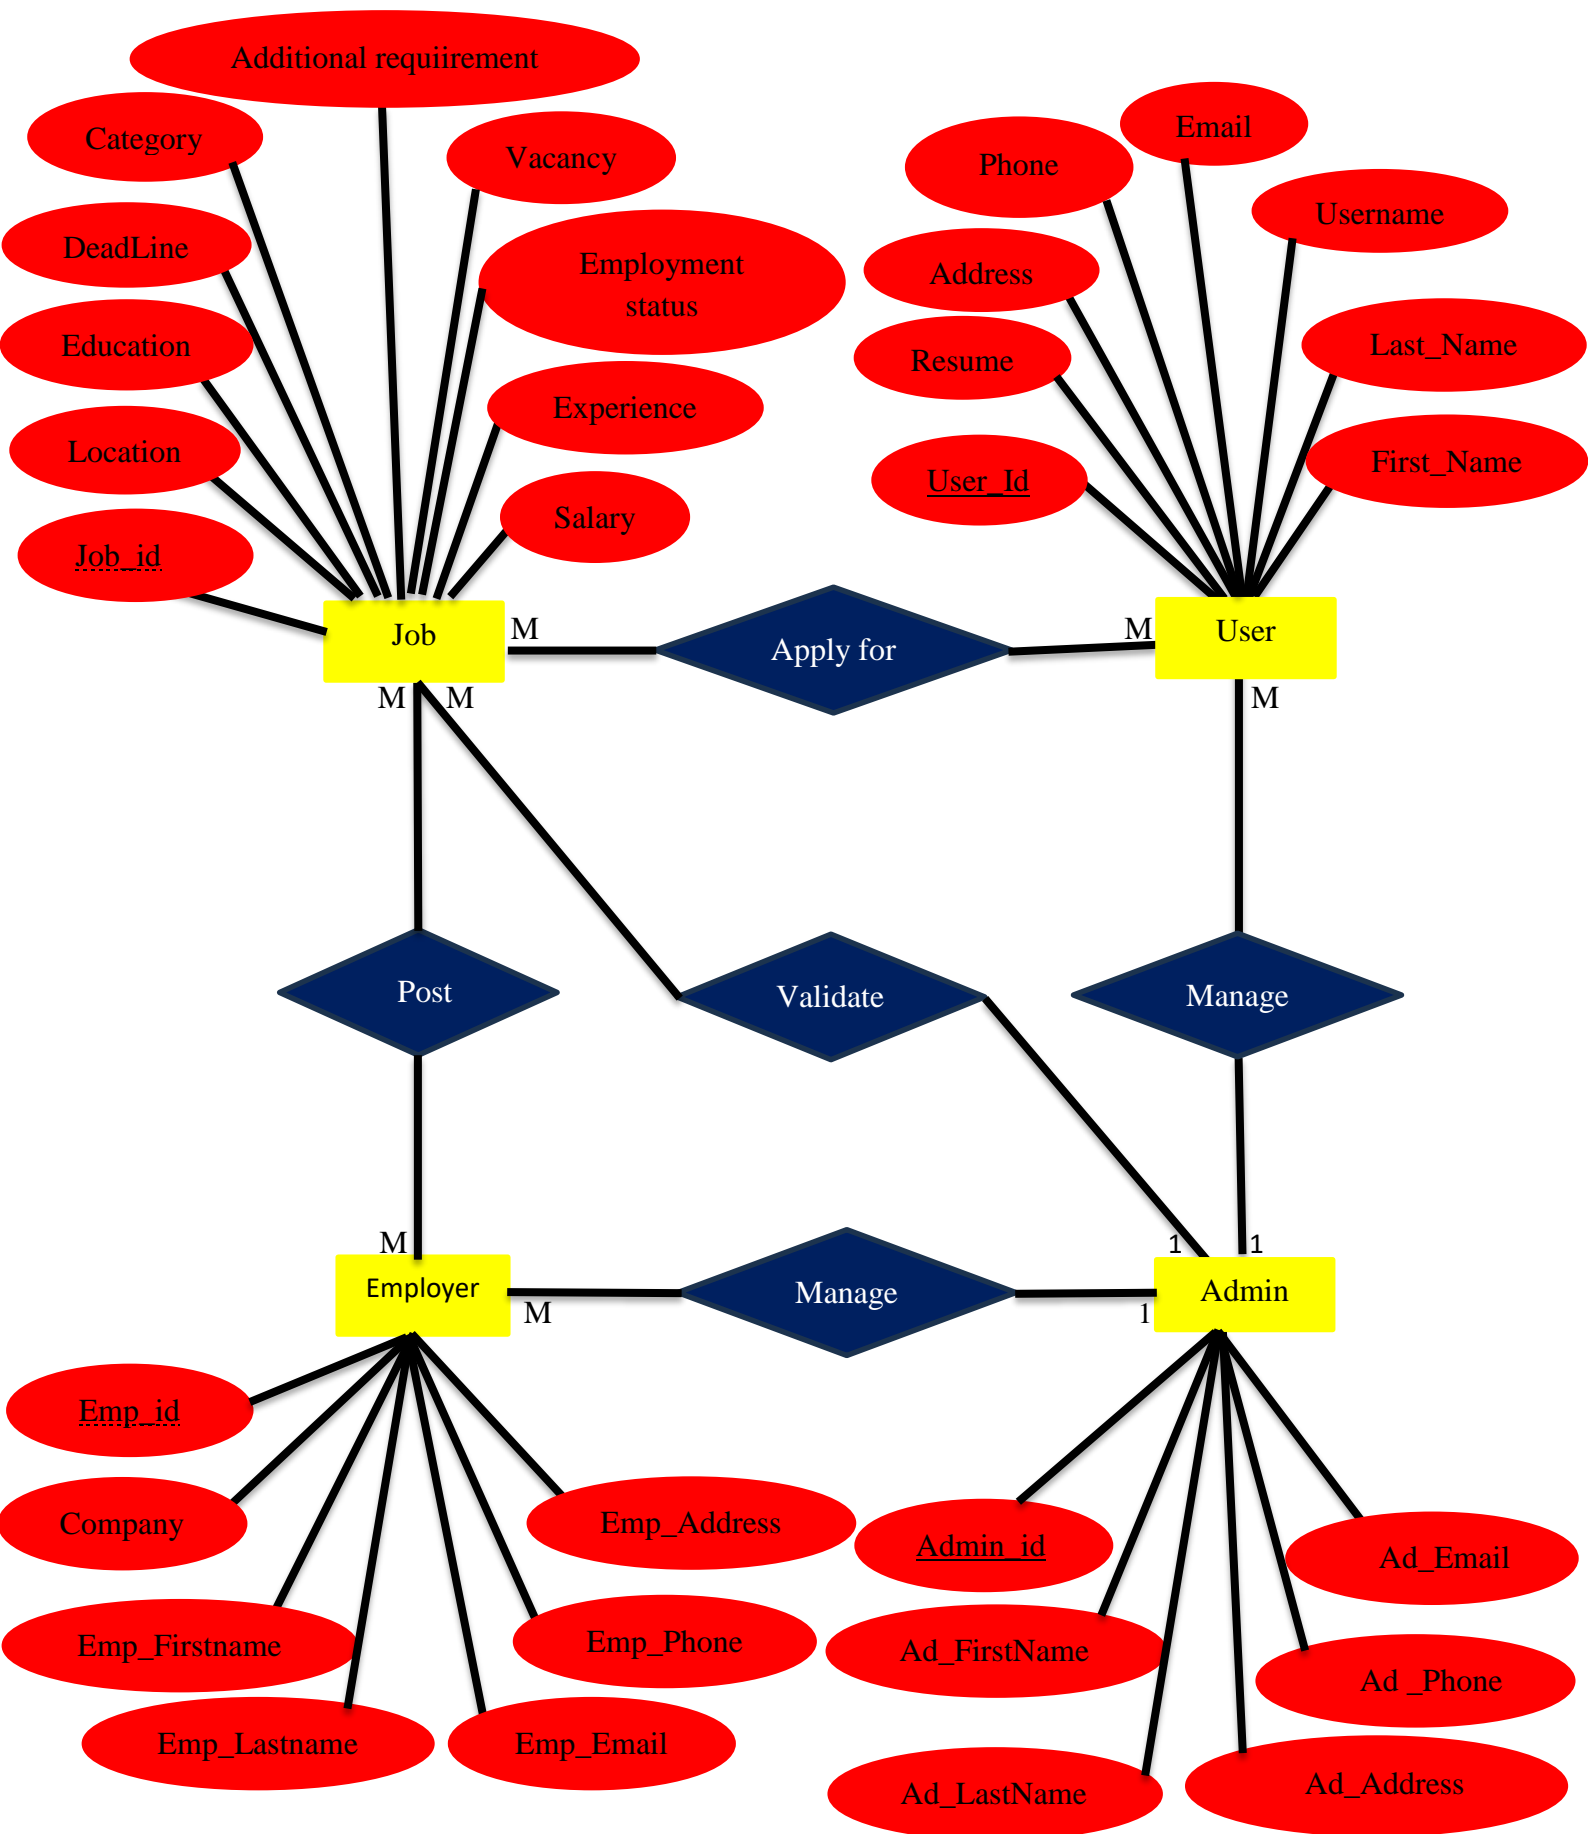 Additional requiirement
Category
Vacancy
Email
Phone
Username
DeadLine
Employment
status
Address
Education
Resume
Last_Name
Location
Experience
User_Id
First_Name
Job_id
Salary
Job
M
Apply for
M
User
M
M
M
Post
Validate
Manage
M
1
1
Employer
M
Manage
1
Admin
Emp_id
Company
Emp_Address
Admin_id
Ad_Email
Emp_Firstname
Emp_Phone
Ad_FirstName
Ad _Phone
Emp_Lastname
Emp_Email
Ad_LastName
Ad_Address